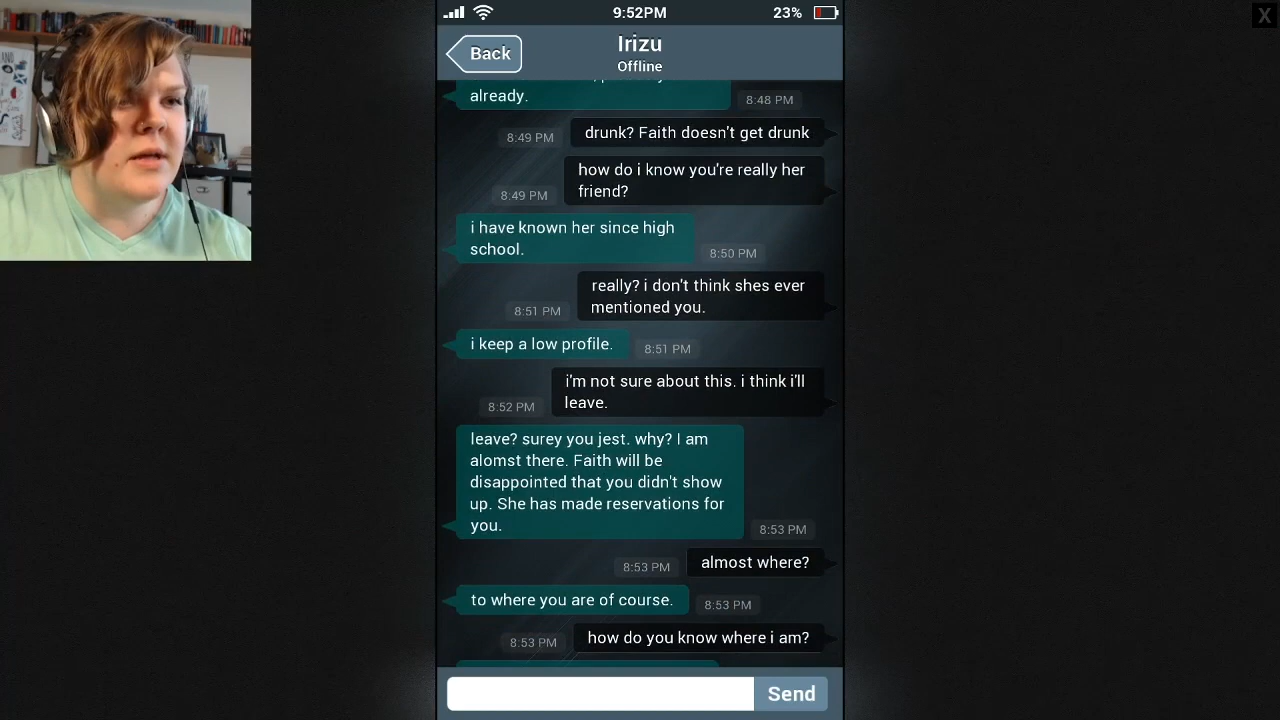 9:52PM
23%
X
Back
Irizu
Offline
already.
8:48 PM
drunk? Faith doesn't get drunk
8:49 PM
how do i know you're really her
friend?
8:49 PM
i have known her since high
school.
8:50 PM
really? i don't think shes ever
mentioned you.
8:51 PM
i keep a low profile.
8:51 PM
i'm not sure about this. i think i'll
leave.
8:52 PM
leave? surey you jest. why? I am
alomst there. Faith will be
disappointed that you didn't show
up. She has made reservations for
you.
8:53 PM
almost where?
8:53 PM
to where you are of course.
8:53 PM
how do you know where i am?
8:53 PM
Send